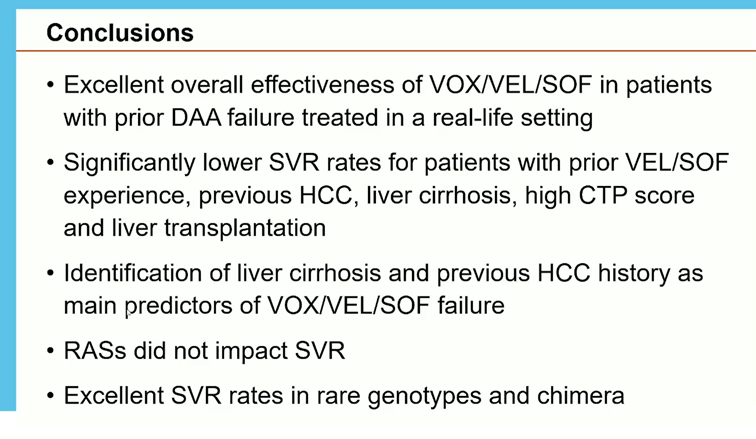 Conclusions
• Excellent overall effectiveness of VOX/VEL/SOF in patients
with prior DAA failure treated in a real-life setting
• Significantly lower SVR rates for patients with prior VEL/SOF
experience, previous HCC, liver cirrhosis, high CTP score
and liver transplantation
• Identification of liver cirrhosis and previous HCC history as
main predictors of VOX/VEL/SOF failure
• RASs did not impact SVR
• Excellent SVR rates in rare genotypes and chimera